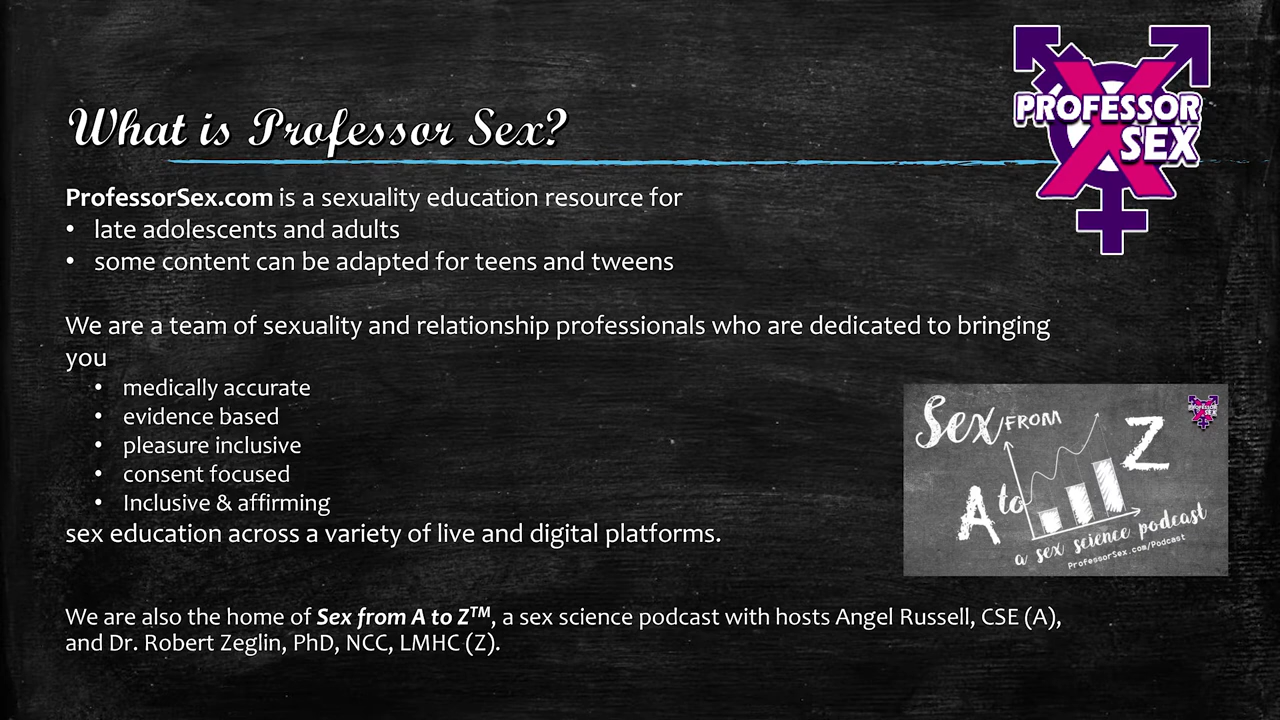 What is Professor Sex?
PROFESSOR
SEX
ProfessorSex.com is a sexuality education resource for
• late adolescents and adults
• some content can be adapted for teens and tweens
We are a team of sexuality and relationship professionals who are dedicated to bringing
you
• medically accurate
• evidence based
• pleasure inclusive
• consent focused
• Inclusive & affirming
sex education across a variety of live and digital platforms.
Sex FROM
A to Z
a sex science podcast
ProfessorSex.com/Podcast
PROFESSOR
SEX
We are also the home of Sex from A to Z™, a sex science podcast with hosts Angel Russell, CSE (A),
and Dr. Robert Zeglin, PhD, NCC, LMHC (Z).